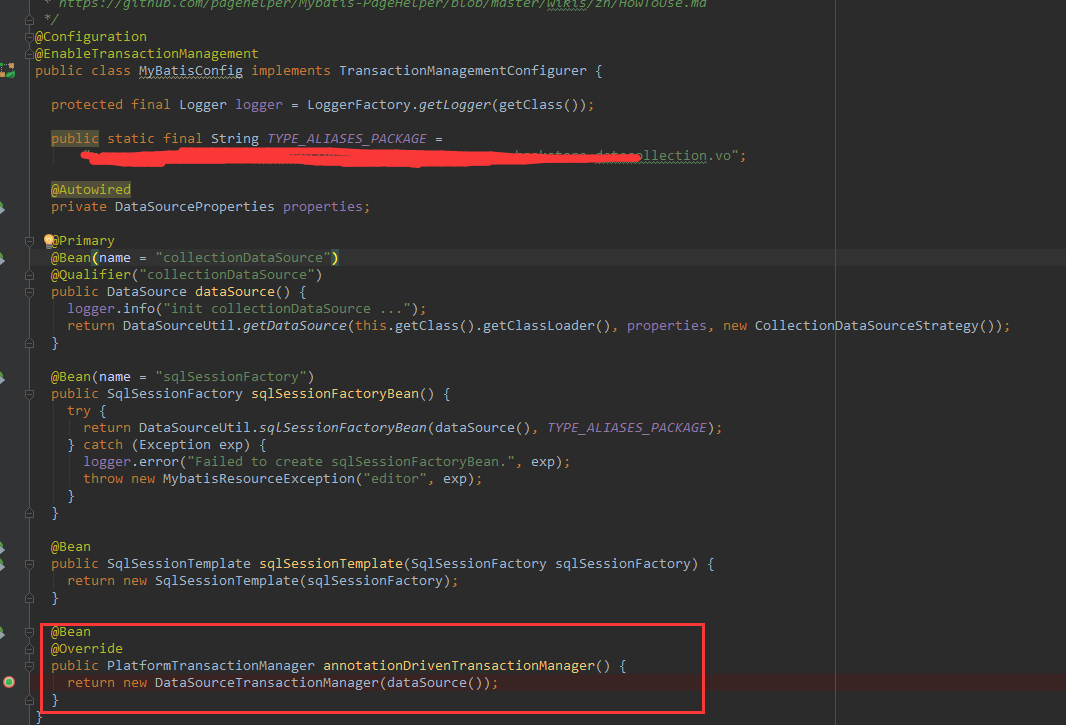 * https://github.com/pagehelper/Mybatis-PageHelper/blob/master/wikis/zh/HowToUse.md
*/
@Configuration
@EnableTransactionManagement
public class MyBatisConfig implements TransactionManagementConfigurer {
protected final Logger logger = LoggerFactory.getLogger(getClass());
public static final String TYPE_ALIASES_PACKAGE =
collection.vo";
@Autowired
private DataSourceProperties properties;
@Primary
@Bean(name = "collectionDataSource")
@Qualifier("collectionDataSource")
public DataSource dataSource() {
logger.info("init collectionDataSource ...");
return DataSourceUtil.getDataSource(this.getClass().getClassLoader(), properties, new CollectionDataSourceStrategy());
}
@Bean(name = "sqlSessionFactory")
public SqlSessionFactory sqlSessionFactoryBean() {
try {
return DataSourceUtil.sqlSessionFactoryBean(dataSource(), TYPE_ALIASES_PACKAGE);
} catch (Exception exp) {
logger.error("Failed to create sqlSessionFactoryBean.", exp);
throw new MybatisResourceException("editor", exp);
}
}
@Bean
public SqlSessionTemplate sqlSessionTemplate(SqlSessionFactory sqlSessionFactory) {
return new SqlSessionTemplate(sqlSessionFactory);
}
@Bean
@Override
public PlatformTransactionManager annotationDrivenTransactionManager() {
return new DataSourceTransactionManager(dataSource());
}
}